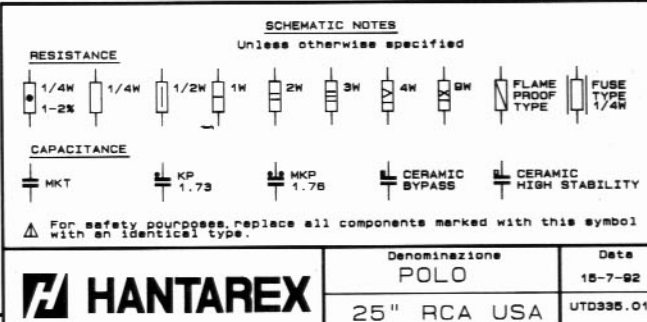 SCHEMATIC NOTES
Unless otherwise specified
RESISTANCE
1/4W 1-2%
1/4W
1/2W
1W
2W
3W
4W
9W
FLAME PROOF TYPE
FUSE TYPE 1/4W
CAPACITANCE
MKT
KP 1.73
MKP 1.76
CERAMIC BYPASS
CERAMIC HIGH STABILITY
For safety pourposes,replace all components marked with this symbol
with an identical type.
HANTAREX
Denominazione
POLO
25" RCA USA
Data
15-7-92
UTD335.01